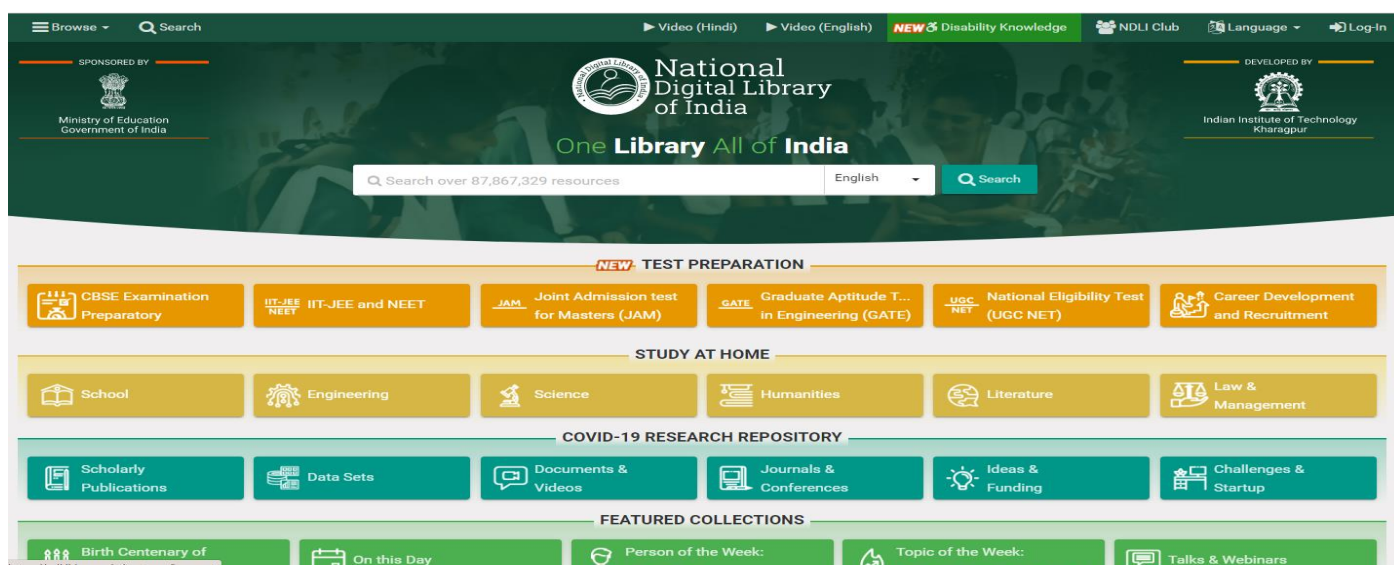 Browse
Search
Video (Hindi)
Video (English)
NEW Disability Knowledge
NDLI Club
Language
Log-In
SPONSORED BY
Ministry of Education
Government of India
National Digital Library of India
National
Digital Library
of India
One Library All of India
DEVELOPED BY
Indian Institute of Technology
Kharagpur
Search over 87,867,329 resources
English
Search
NEW TEST PREPARATION
CBSE Examination
Preparatory
IIT-JEE
NEET
IIT-JEE and NEET
JAM
Joint Admission test
for Masters (JAM)
GATE
Graduate Aptitude T...
in Engineering (GATE)
UGC
NET
National Eligibility Test
(UGC NET)
Career Development
and Recruitment
STUDY AT HOME
School
Engineering
Science
Humanities
Literature
Law &
Management
COVID-19 RESEARCH REPOSITORY
Scholarly
Publications
Data Sets
Documents &
Videos
Journals &
Conferences
Ideas &
Funding
Challenges &
Startup
FEATURED COLLECTIONS
Birth Centenary of
On this Day
Person of the Week:
Topic of the Week:
Talks & Webinars